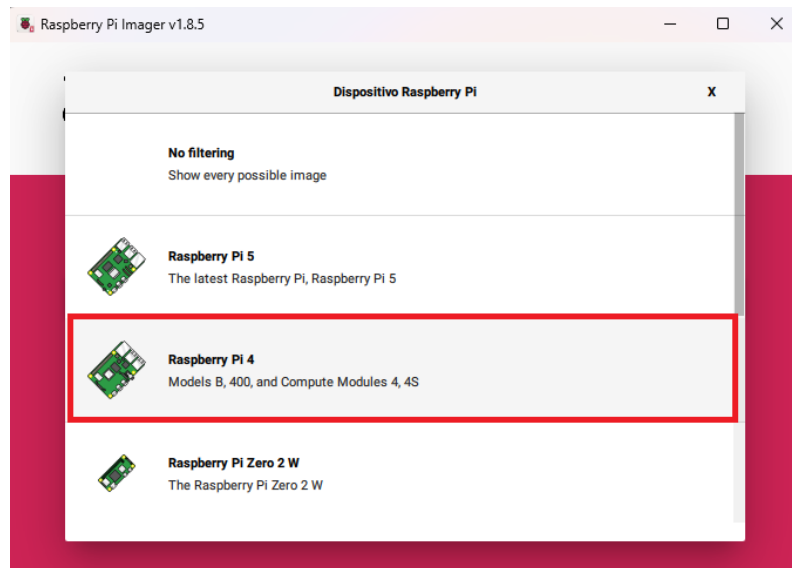 Raspberry Pi Imager v1.8.5
Dispositivo Raspberry Pi
X
No filtering
Show every possible image
Raspberry Pi 5
The latest Raspberry Pi, Raspberry Pi 5
Raspberry Pi 4
Models B, 400, and Compute Modules 4, 4S
Raspberry Pi Zero 2 W
The Raspberry Pi Zero 2 W